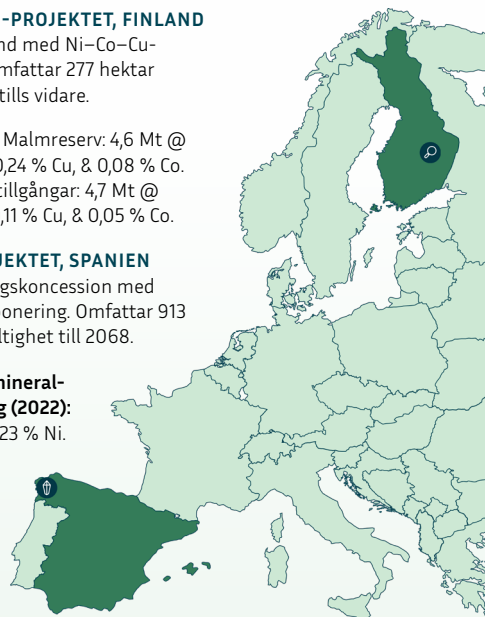 -PROJEKTET, FINLAND
nd med Ni–Co–Cu-
mfattar 277 hektar
tills vidare.
Malmreserv: 4,6 Mt @
0,24 % Cu, & 0,08 % Co.
tillgångar: 4,7 Mt @
,11 % Cu, & 0,05 % Co.
JEKTET, SPANIEN
gskoncession med
ponering. Omfattar 913
ltighet till 2068.
mineral-
g (2022):
23 % Ni.